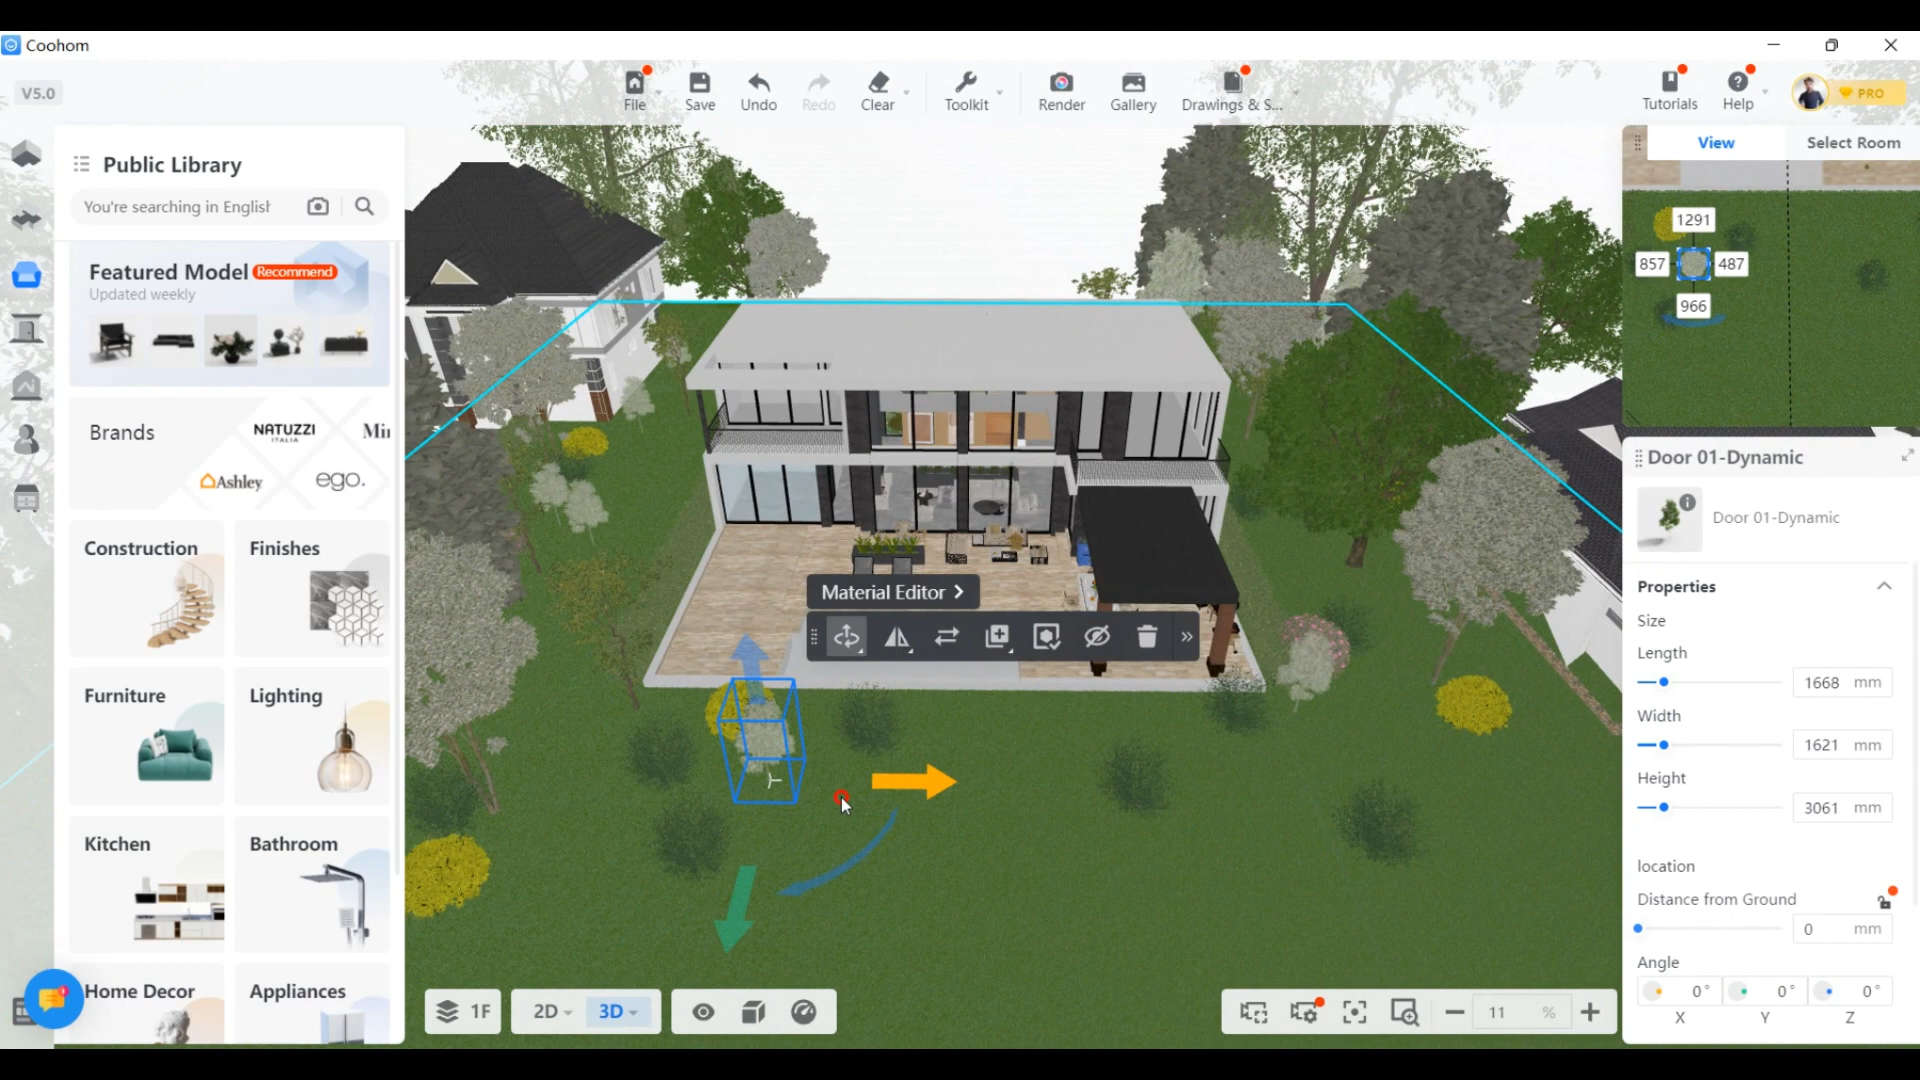 Coohom
V5.0
File
Save
Undo
Redo
Clear
Toolkit
Render
Gallery
Drawings & S...
Tutorials
Help
PRO
Public Library
You're searching in English
Featured Model Recommend
Updated weekly
Brands
NATUZZI
ITALIA
Min
Ashley
ego.
Construction
Finishes
Furniture
Lighting
Kitchen
Bathroom
Home Decor
Appliances
Material Editor
1F
2D
3D
11 %
View
Select Room
1291
857
487
966
Door 01-Dynamic
Door 01-Dynamic
Properties
Size
Length
1668 mm
Width
1621 mm
Height
3061 mm
location
Distance from Ground
0 mm
Angle
0° 0° 0°
X Y Z